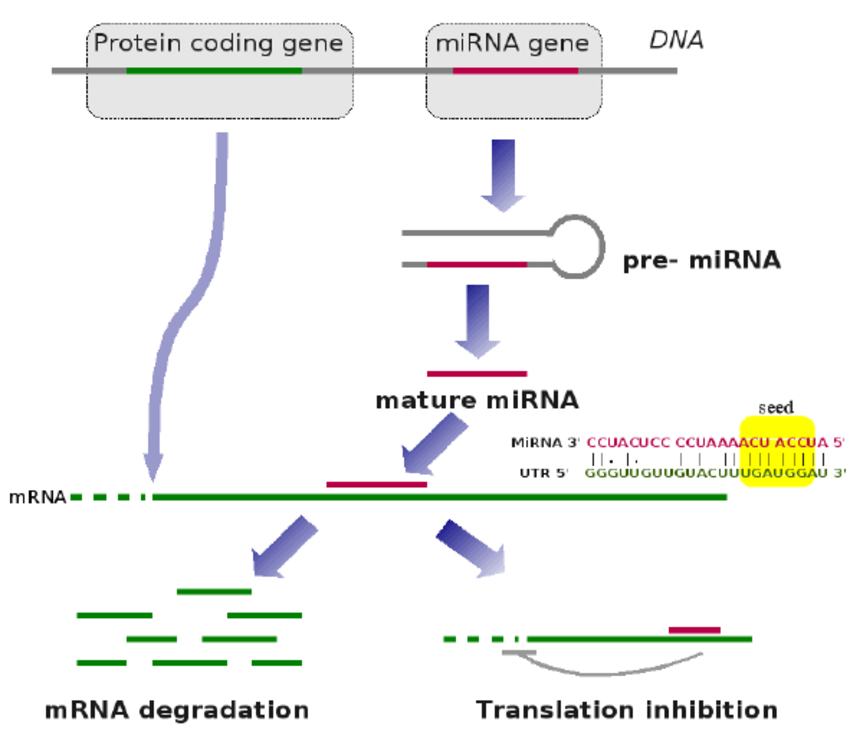 Protein coding gene
miRNA gene
DNA
pre- miRNA
mature miRNA
seed
MiRNA 3' CCUACUCC CCUAAAACU ACCUA 5'
UTR 5' GGGUUGUUGUACUUUGAUGGAU 3'
mRNA
mRNA degradation
Translation inhibition